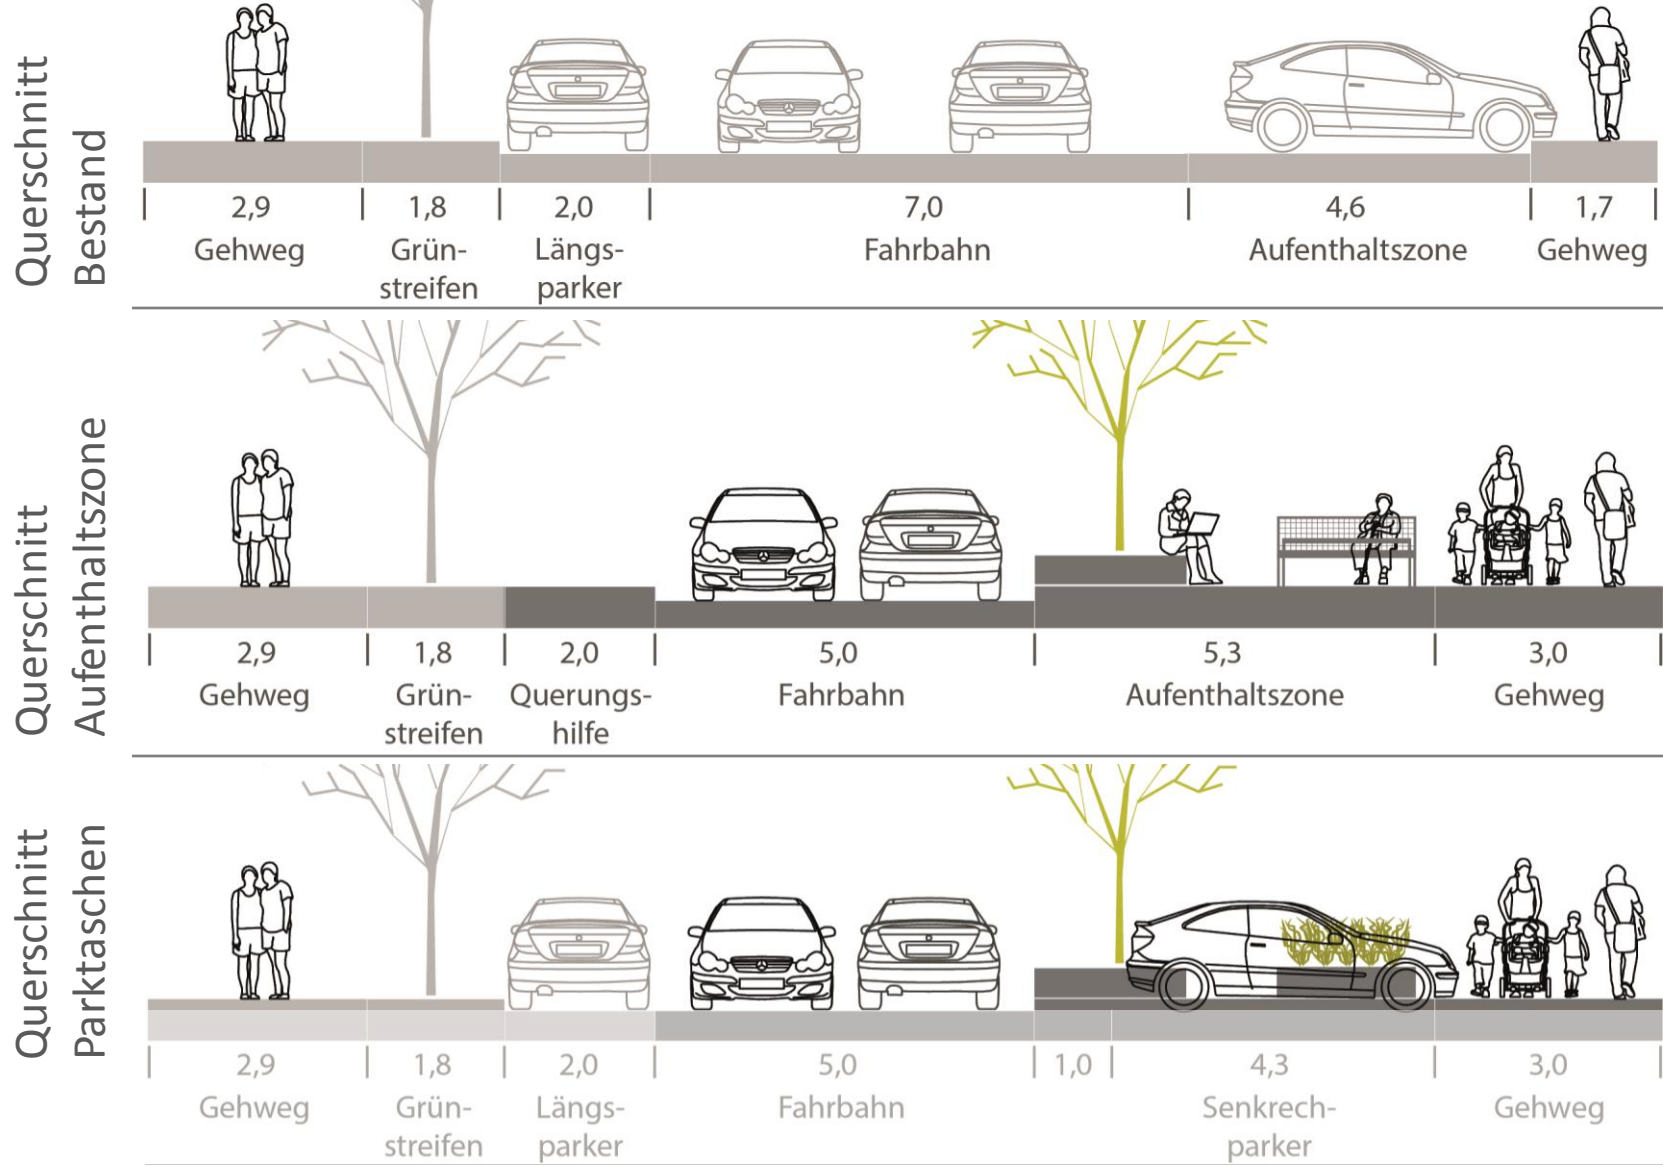 Querschnitt
Bestand
2,9 1,8 2,0 7,0 4,6 1,7
Gehweg Grün- Längs- Fahrbahn Aufenthaltszone Gehweg
streifen parker
Querschnitt
Aufenthaltszone
2,9 1,8 2,0 5,0 5,3 3,0
Gehweg Grün- Querungs- Fahrbahn Aufenthaltszone Gehweg
streifen hilfe
Querschnitt
Parktaschen
2,9 1,8 2,0 5,0 1,0 4,3 3,0
Gehweg Grün- Längs- Fahrbahn Senkrech- Gehweg
streifen parker parker